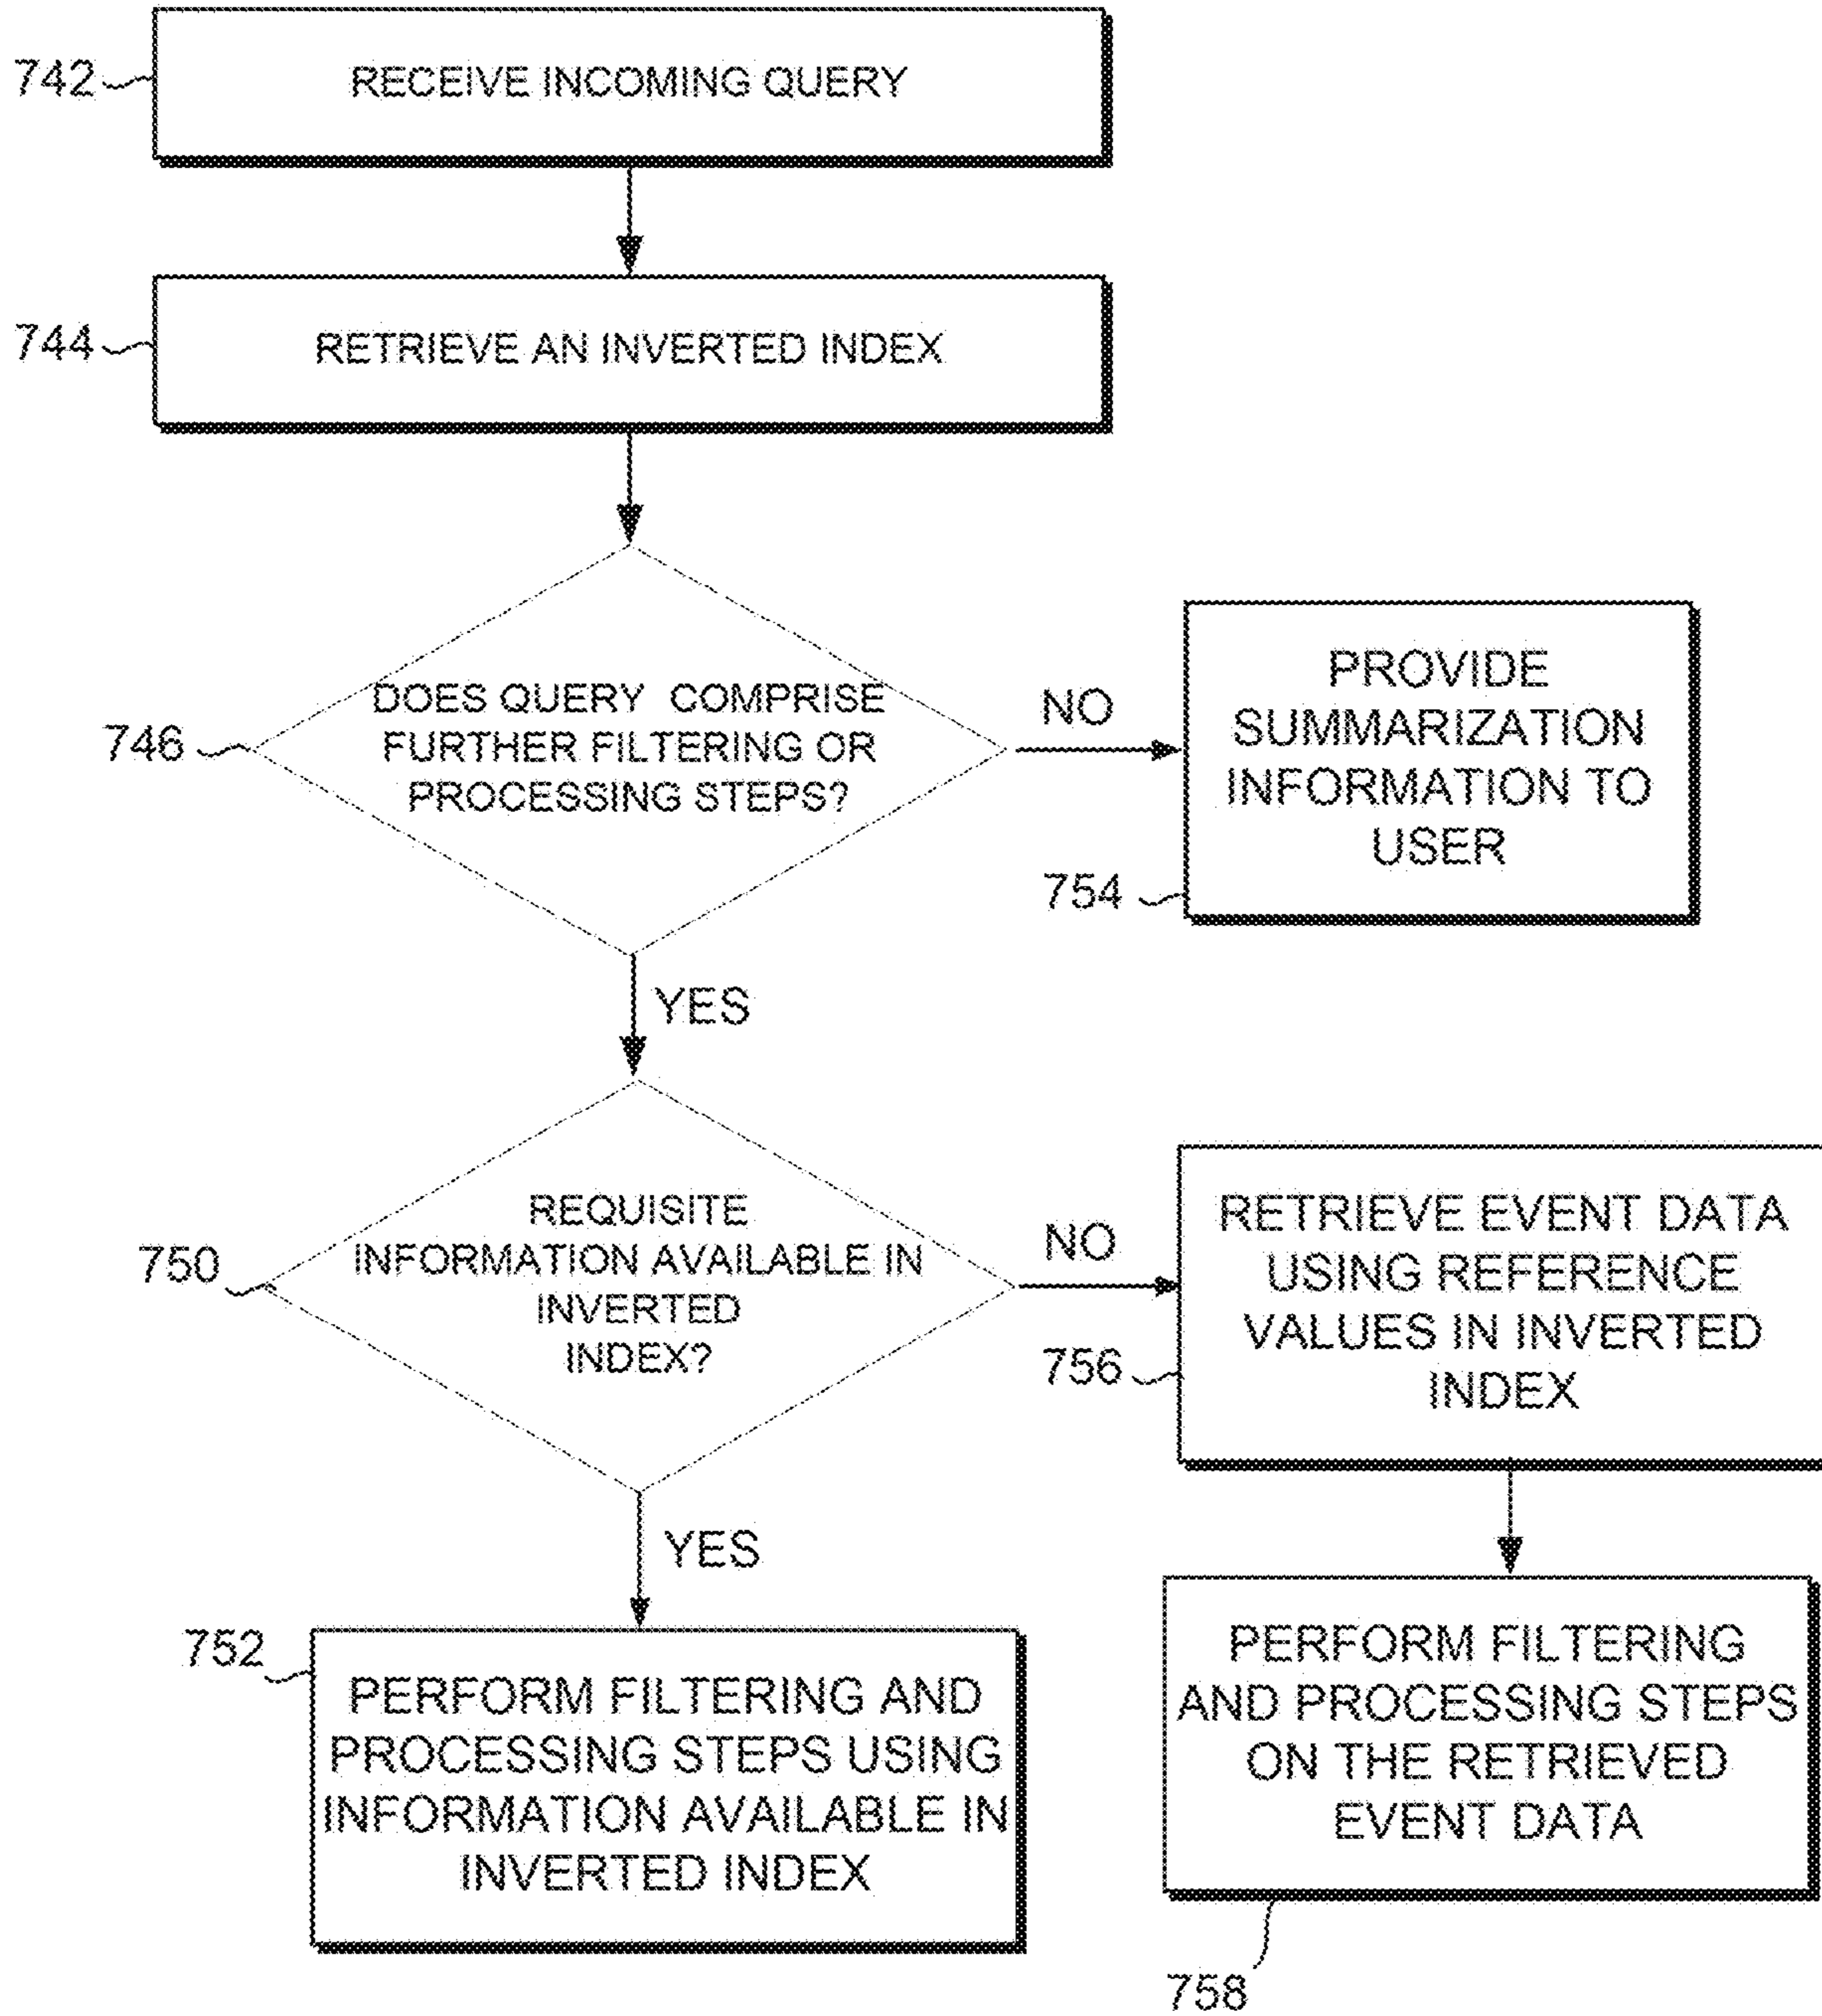 742
RECEIVE INCOMING QUERY
744
RETRIEVE AN INVERTED INDEX
746
DOES QUERY COMPRISE
FURTHER FILTERING OR
PROCESSING STEPS?
NO
PROVIDE
SUMMARIZATION
INFORMATION TO
USER
754
YES
750
REQUISITE
INFORMATION AVAILABLE IN
INVERTED
INDEX?
NO
RETRIEVE EVENT DATA
USING REFERENCE
VALUES IN INVERTED
INDEX
756
YES
752
PERFORM FILTERING AND
PROCESSING STEPS USING
INFORMATION AVAILABLE IN
INVERTED INDEX
PERFORM FILTERING
AND PROCESSING STEPS
ON THE RETRIEVED
EVENT DATA
758